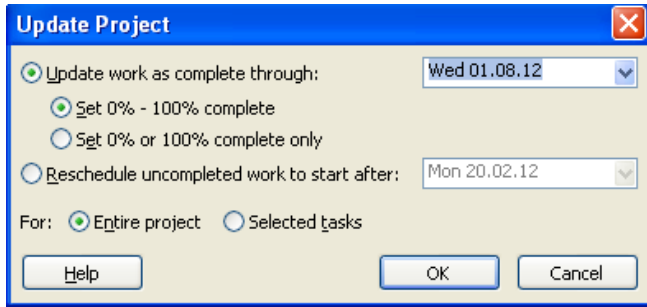 Update Project
Update work as complete through: Wed 01.08.12
Set 0% - 100% complete
Set 0% or 100% complete only
Reschedule uncompleted work to start after: Mon 20.02.12
For: Entire project Selected tasks
Help OK Cancel